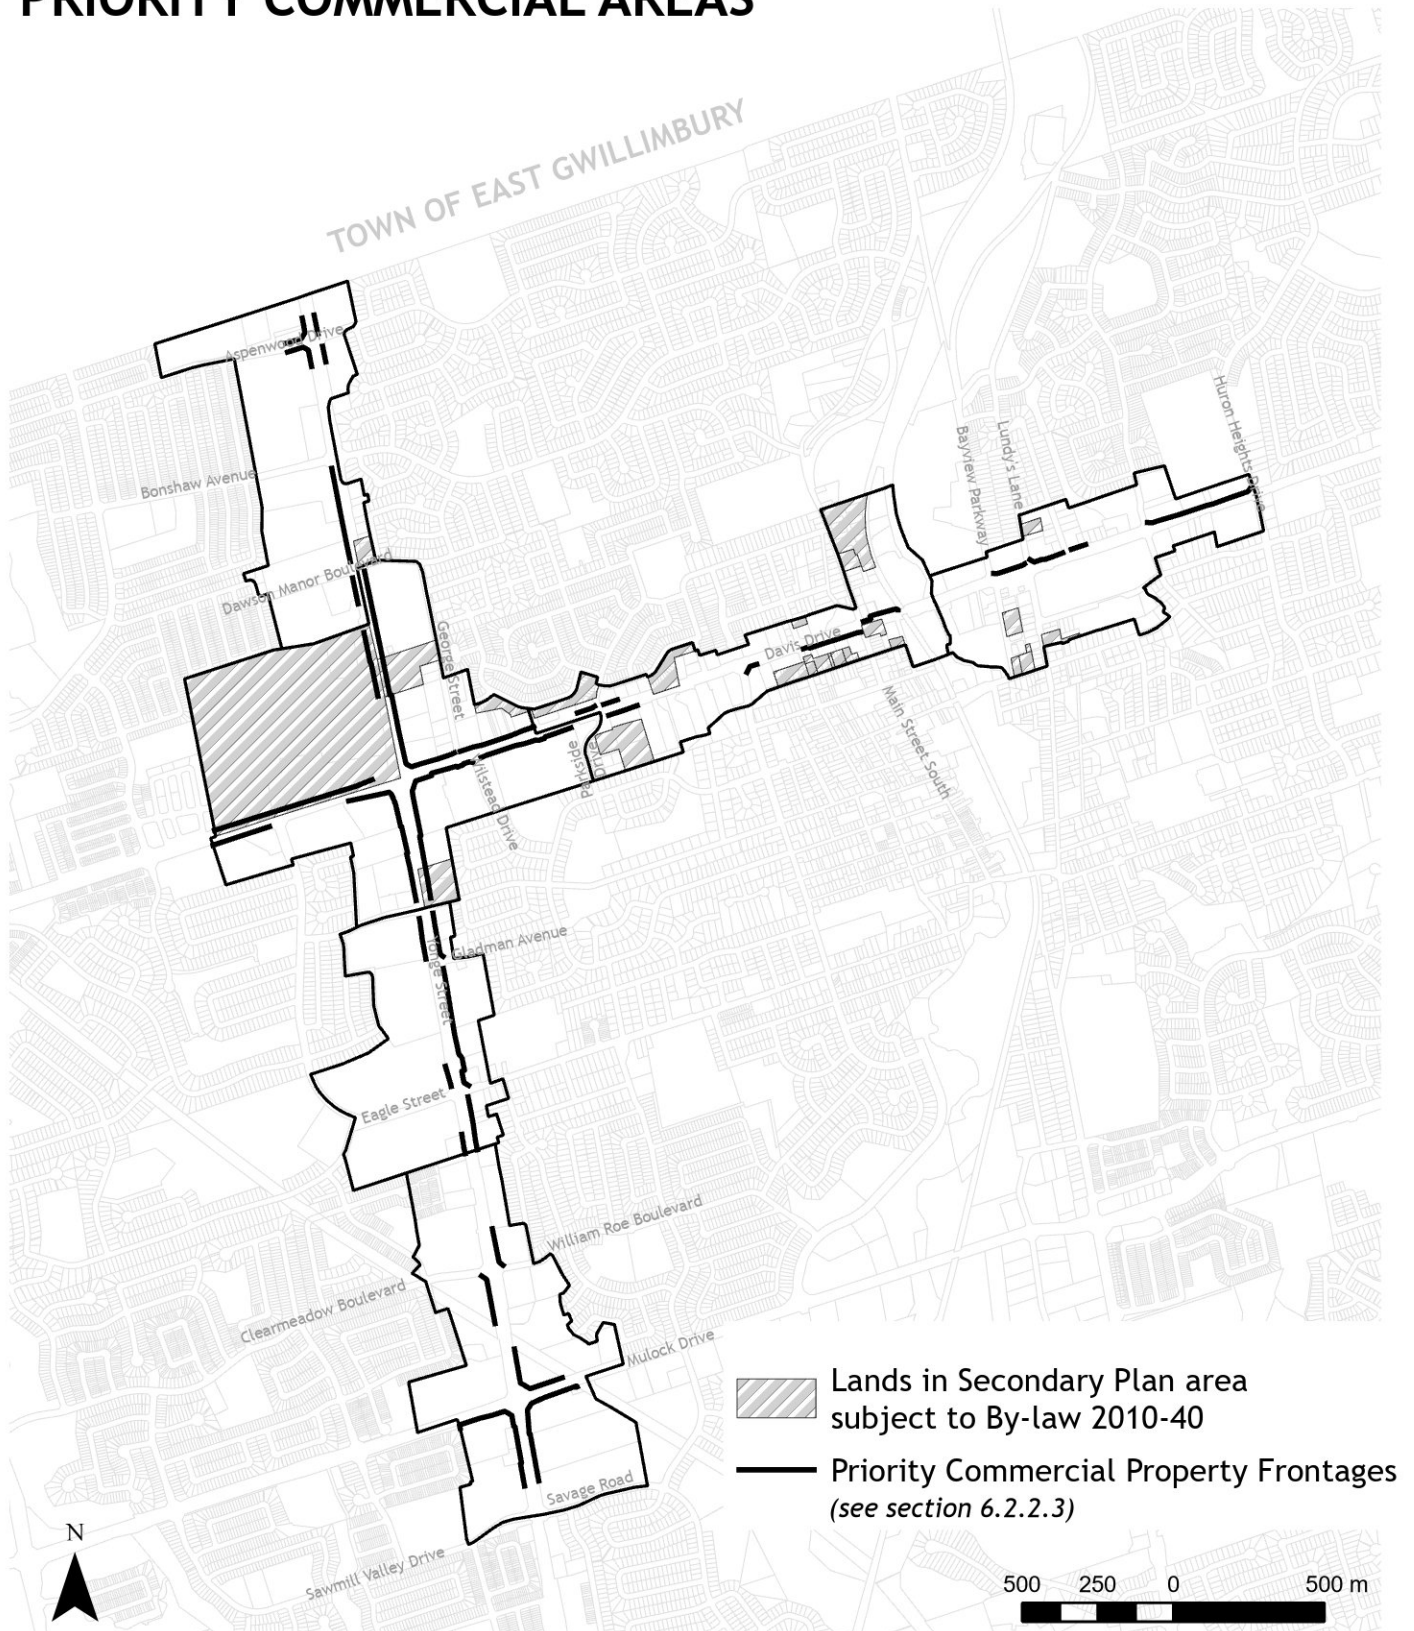 PRIORITY COMMERCIAL AREAS
TOWN OF EAST GWILLIMBURY
Aspenwood Drive
Bonshaw Avenue
Dawson Manor Boulevard
George Street
Davis Drive
Bayview Parkway
Lundy's Lane
Huron Heights Drive
Main Street South
Parkside
Drive
Wilstead Drive
Gladman Avenue
Yonge Street
Eagle Street
William Roe Boulevard
Clearmeadow Boulevard
Mulock Drive
Savage Road
Sawmill Valley Drive
Lands in Secondary Plan area
subject to By-law 2010-40
Priority Commercial Property Frontages
(see section 6.2.2.3)
N
500 250 0 500 m